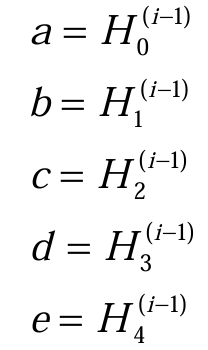 a = H_0^{(i-1)}
b = H_1^{(i-1)}
c = H_2^{(i-1)}
d = H_3^{(i-1)}
e = H_4^{(i-1)}